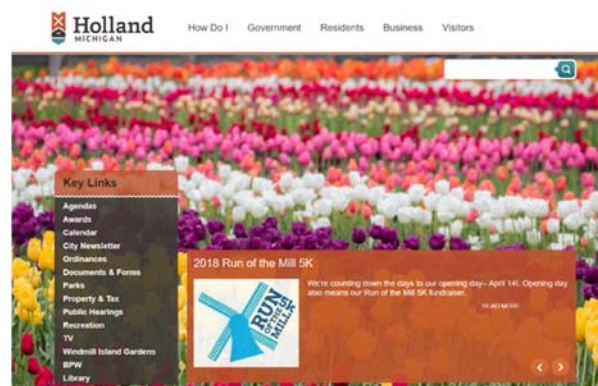 Holland
MICHIGAN
How Do I Government Residents Business Visitors
Key Links
Agendas
Awards
Calendar
City Newsletter
Ordinances
Documents & Forms
Parks
Property & Tax
Public Hearings
Recreation
TV
Windmill Island Gardens
BPW
Library
2018 Run of the Mill 5K
RUN
OF THE
MILL
We're counting down the days to our opening day– April 14!. Opening day
also means our Run of the Mill 5K fundraiser.
READ MORE